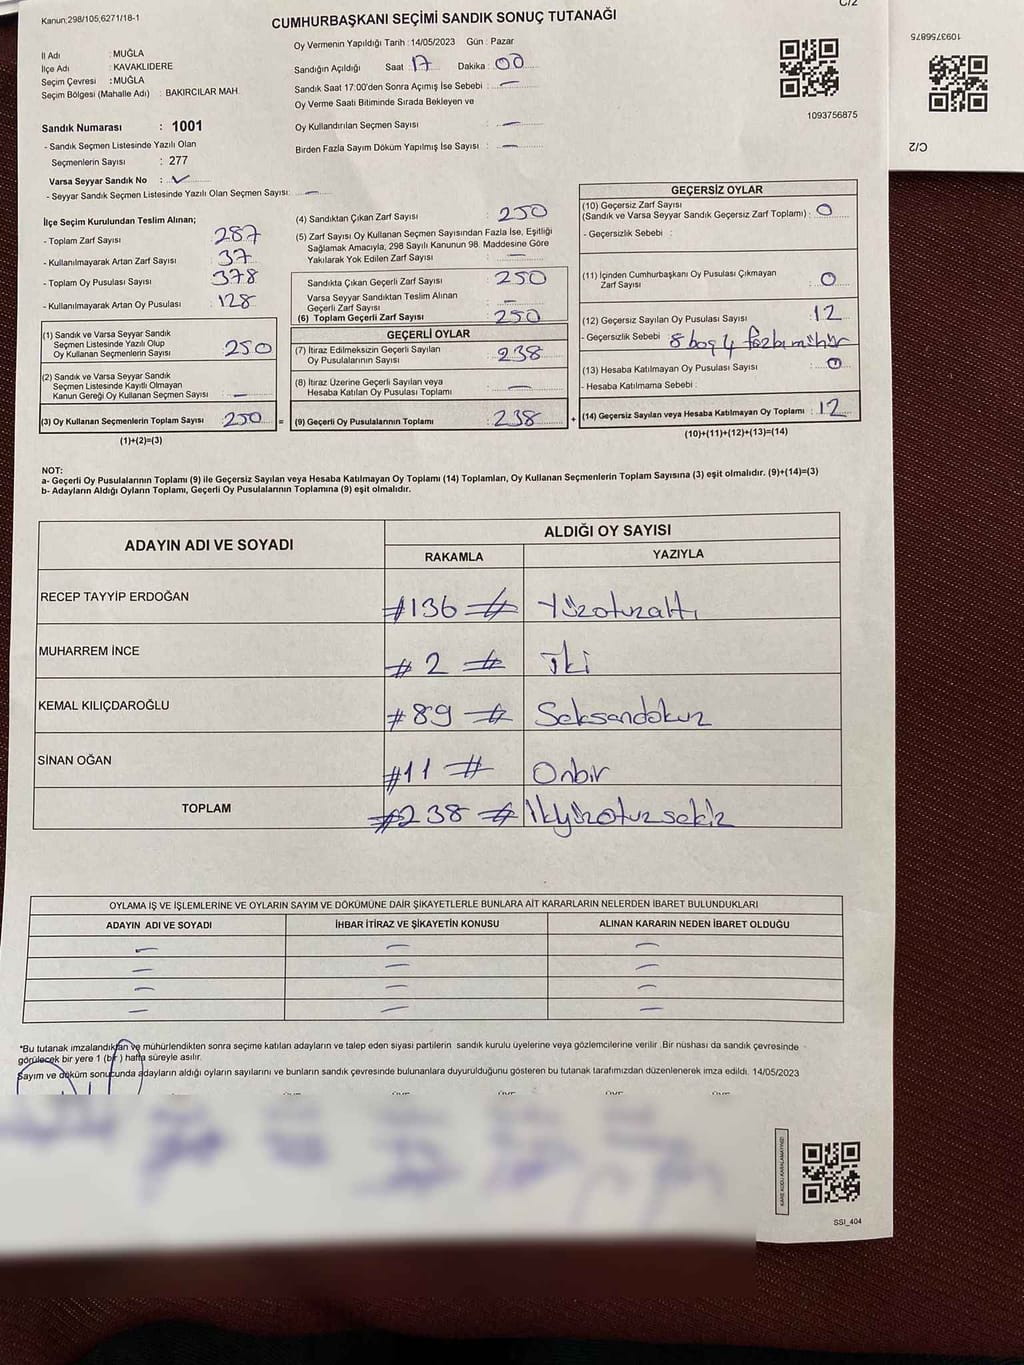 Kanun;298/105,6271/18-1
C/2
CUMHURBAŞKANI SEÇİMİ SANDIK SONUÇ TUTANAĞI
İl Adı : MUĞLA
İlçe Adı : KAVAKLIDERE
Seçim Çevresi : MUĞLA
Seçim Bölgesi (Mahalle Adı) : BAKIRCILAR MAH.
Sandık Numarası : 1001
- Sandık Seçmen Listesinde Yazılı Olan
Seçmenlerin Sayısı : 277
Varsa Seyyar Sandık No :
- Seyyar Sandık Seçmen Listesinde Yazılı Olan Seçmen Sayısı: —
Oy Vermenin Yapıldığı Tarih : 14/05/2023 Gün : Pazar
Sandığın Açıldığı Saat 17 Dakika : 00
Sandık Saat 17:00'den Sonra Açımış İse Sebebi : —
Oy Verme Saati Bitiminde Sırada Bekleyen ve
Oy Kullandırılan Seçmen Sayısı : —
Birden Fazla Sayım Döküm Yapılmış İse Sayısı : —
1093756875
1093756875
C/2
İlçe Seçim Kurulundan Teslim Alınan;
- Toplam Zarf Sayısı 287
- Kullanılmayarak Artan Zarf Sayısı 37
- Toplam Oy Pusulası Sayısı 378
- Kullanılmayarak Artan Oy Pusulası 128
(1) Sandık ve Varsa Seyyar Sandık
Seçmen Listesinde Yazılı Olup
Oy Kullanan Seçmenlerin Sayısı : 250
(2) Sandık ve Varsa Seyyar Sandık
Seçmen Listesinde Kayıtlı Olmayan
Kanun Gereği Oy Kullanan Seçmen Sayısı : —
(3) Oy Kullanan Seçmenlerin Toplam Sayısı : 250 =
(1)+(2)=(3)
(4) Sandıktan Çıkan Zarf Sayısı : 250
(5) Zarf Sayısı Oy Kullanan Seçmen Sayısından Fazla İse, Eşitliği
Sağlamak Amacıyla, 298 Sayılı Kanunun 98. Maddesine Göre
Yakılarak Yok Edilen Zarf Sayısı : —
Sandıkta Çıkan Geçerli Zarf Sayısı : 250
Varsa Seyyar Sandıktan Teslim Alınan
Geçerli Zarf Sayısı : —
(6) Toplam Geçerli Zarf Sayısı : 250
GEÇERLİ OYLAR
(7) İtiraz Edilmeksizin Geçerli Sayılan
Oy Pusulalarının Sayısı : 238
(8) İtiraz Üzerine Geçerli Sayılan veya
Hesaba Katılan Oy Pusulası Toplamı : —
(9) Geçerli Oy Pusulalarının Toplamı : 238 +
GEÇERSİZ OYLAR
(10) Geçersiz Zarf Sayısı
(Sandık ve Varsa Seyyar Sandık Geçersiz Zarf Toplamı) : 0
- Geçersizlik Sebebi :
(11) İçinden Cumhurbaşkanı Oy Pusulası Çıkmayan
Zarf Sayısı : 0
(12) Geçersiz Sayılan Oy Pusulası Sayısı : 12
- Geçersizlik Sebebi : 8 boş 4 fazla mühür
(13) Hesaba Katılmayan Oy Pusulası Sayısı : 0
- Hesaba Katılmama Sebebi :
(14) Geçersiz Sayılan veya Hesaba Katılmayan Oy Toplamı : 12
(10)+(11)+(12)+(13)=(14)
NOT:
a- Geçerli Oy Pusulalarının Toplamı (9) ile Geçersiz Sayılan veya Hesaba Katılmayan Oy Toplamı (14) Toplamları, Oy Kullanan Seçmenlerin Toplam Sayısına (3) eşit olmalıdır. (9)+(14)=(3)
b- Adayların Aldığı Oyların Toplamı, Geçerli Oy Pusulalarının Toplamına (9) eşit olmalıdır.
ADAYIN ADI VE SOYADI
ALDIĞI OY SAYISI
RAKAMLA YAZIYLA
RECEP TAYYİP ERDOĞAN #136# Yüzotuzaltı
MUHARREM İNCE #2# İki
KEMAL KILIÇDAROĞLU #89# Seksandokuz
SİNAN OĞAN #11# Onbir
TOPLAM #238# İkiyüzotuzsekiz
OYLAMA İŞ VE İŞLEMLERİNE VE OYLARIN SAYIM VE DÖKÜMÜNE DAİR ŞİKAYETLERLE BUNLARA AİT KARARLARIN NELERDEN İBARET BULUNDUKLARI
ADAYIN ADI VE SOYADI İHBAR İTİRAZ VE ŞİKAYETİN KONUSU ALINAN KARARIN NEDEN İBARET OLDUĞU
— — —
— — —
— — —
— — —
*Bu tutanak imzalandıktan ve mühürlendikten sonra seçime katılan adayların ve talep eden siyasi partilerin sandık kurulu üyelerine veya gözlemcilerine verilir .Bir nüshası da sandık çevresinde
görülecek bir yere 1 (bir ) hafta süreyle asılır.
Sayım ve döküm sonucunda adayların aldığı oyların sayılarını ve bunların sandık çevresinde bulunanlara duyurulduğunu gösteren bu tutanak tarafımızdan düzenlenerek imza edildi. 14/05/2023
KARE KODU KARALAMAYINIZ!
SSI_404